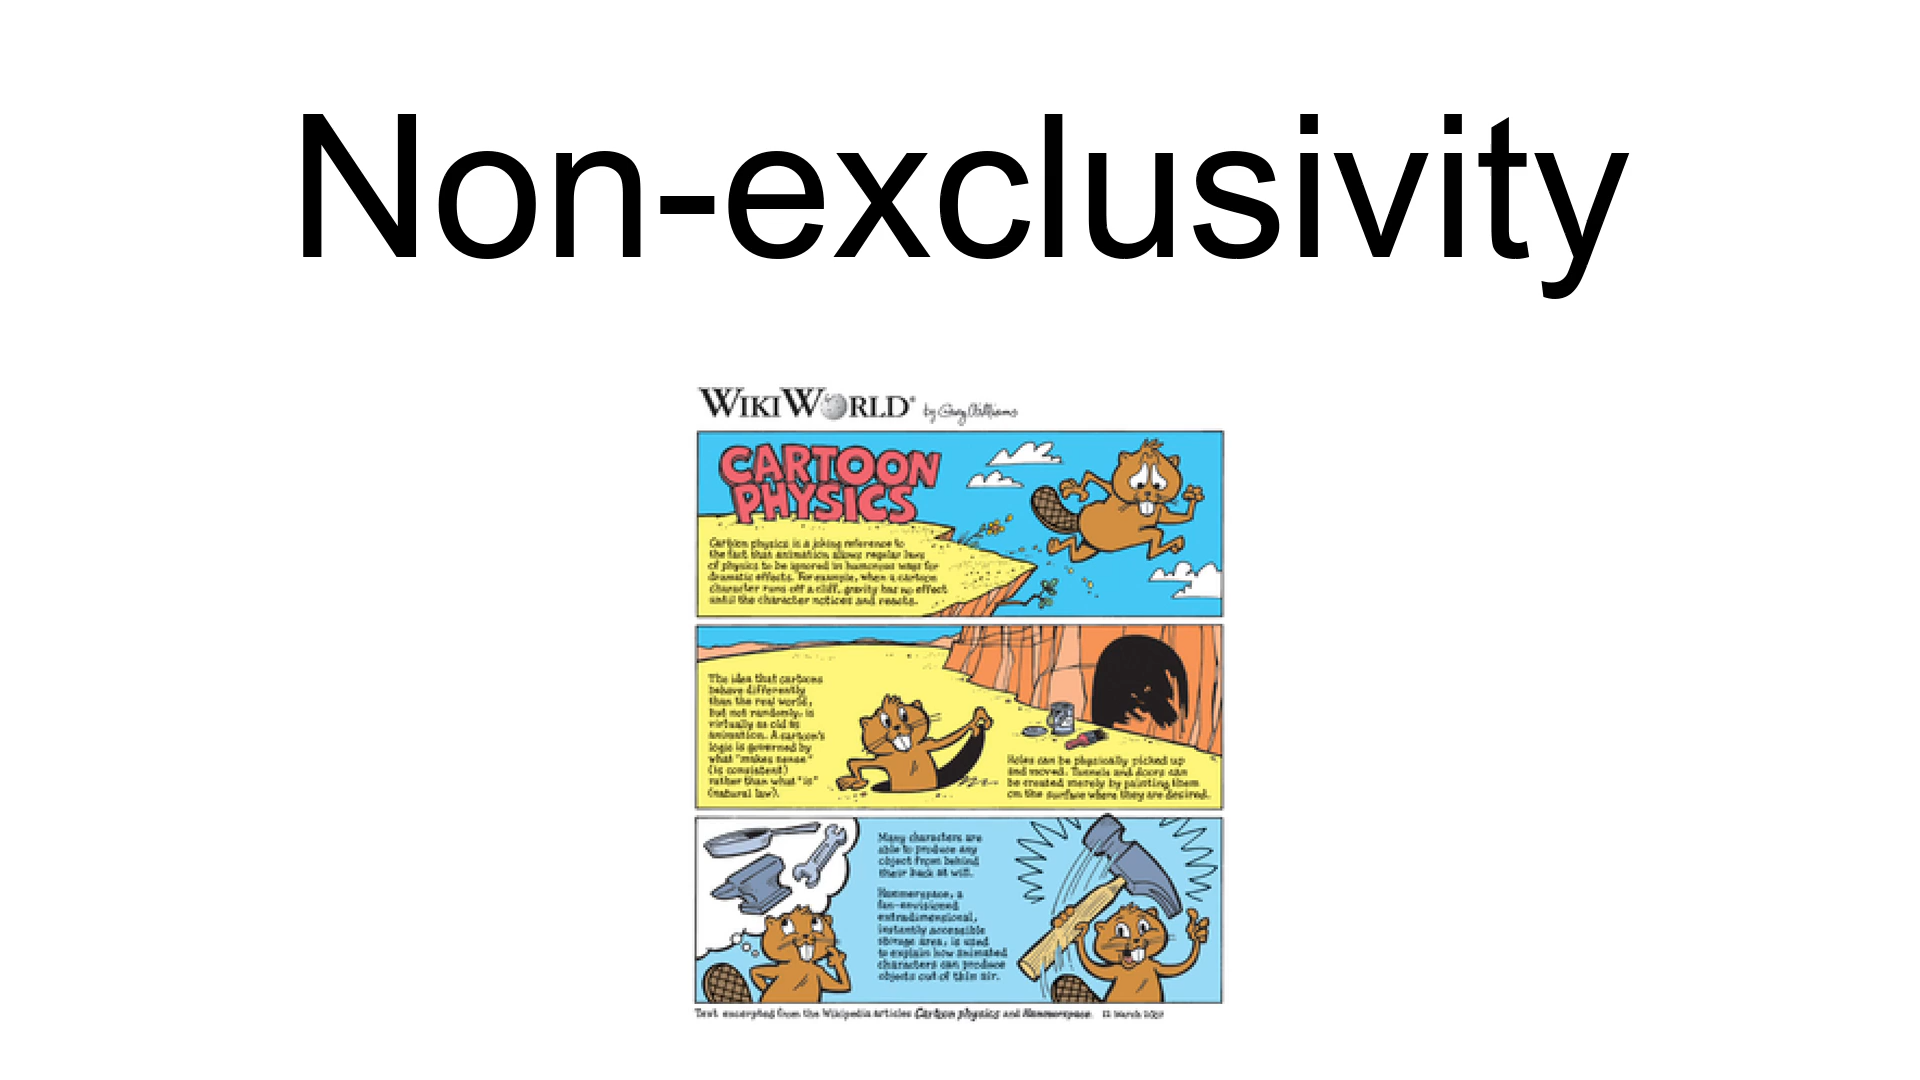 Non-exclusivity
WIKIWORLD® by Greg Williams
CARTOON
PHYSICS
Cartoon physics is a joking reference to
the fact that animation allows regular laws
of physics to be ignored in humorous ways for
dramatic effects. For example, when a cartoon
character runs off a cliff, gravity has no effect
until the character notices and reacts.
The idea that cartoons
behave differently
than the real world,
but not randomly, is
virtually as old as
animation. A cartoon's
logic is governed by
what "makes sense"
(is consistent)
rather than what "is"
(natural law).
Holes can be physically picked up
and moved. Tunnels and doors can
be created merely by painting them
on the surface where they are desired.
Many characters are
able to produce any
object from behind
their back at will.
Hammerspace, a
fan-envisioned
extradimensional,
instantly accessible
storage area, is used
to explain how animated
characters can produce
objects out of thin air.
Text excerpted from the Wikipedia articles Cartoon physics and Hammerspace. 12 March 2007